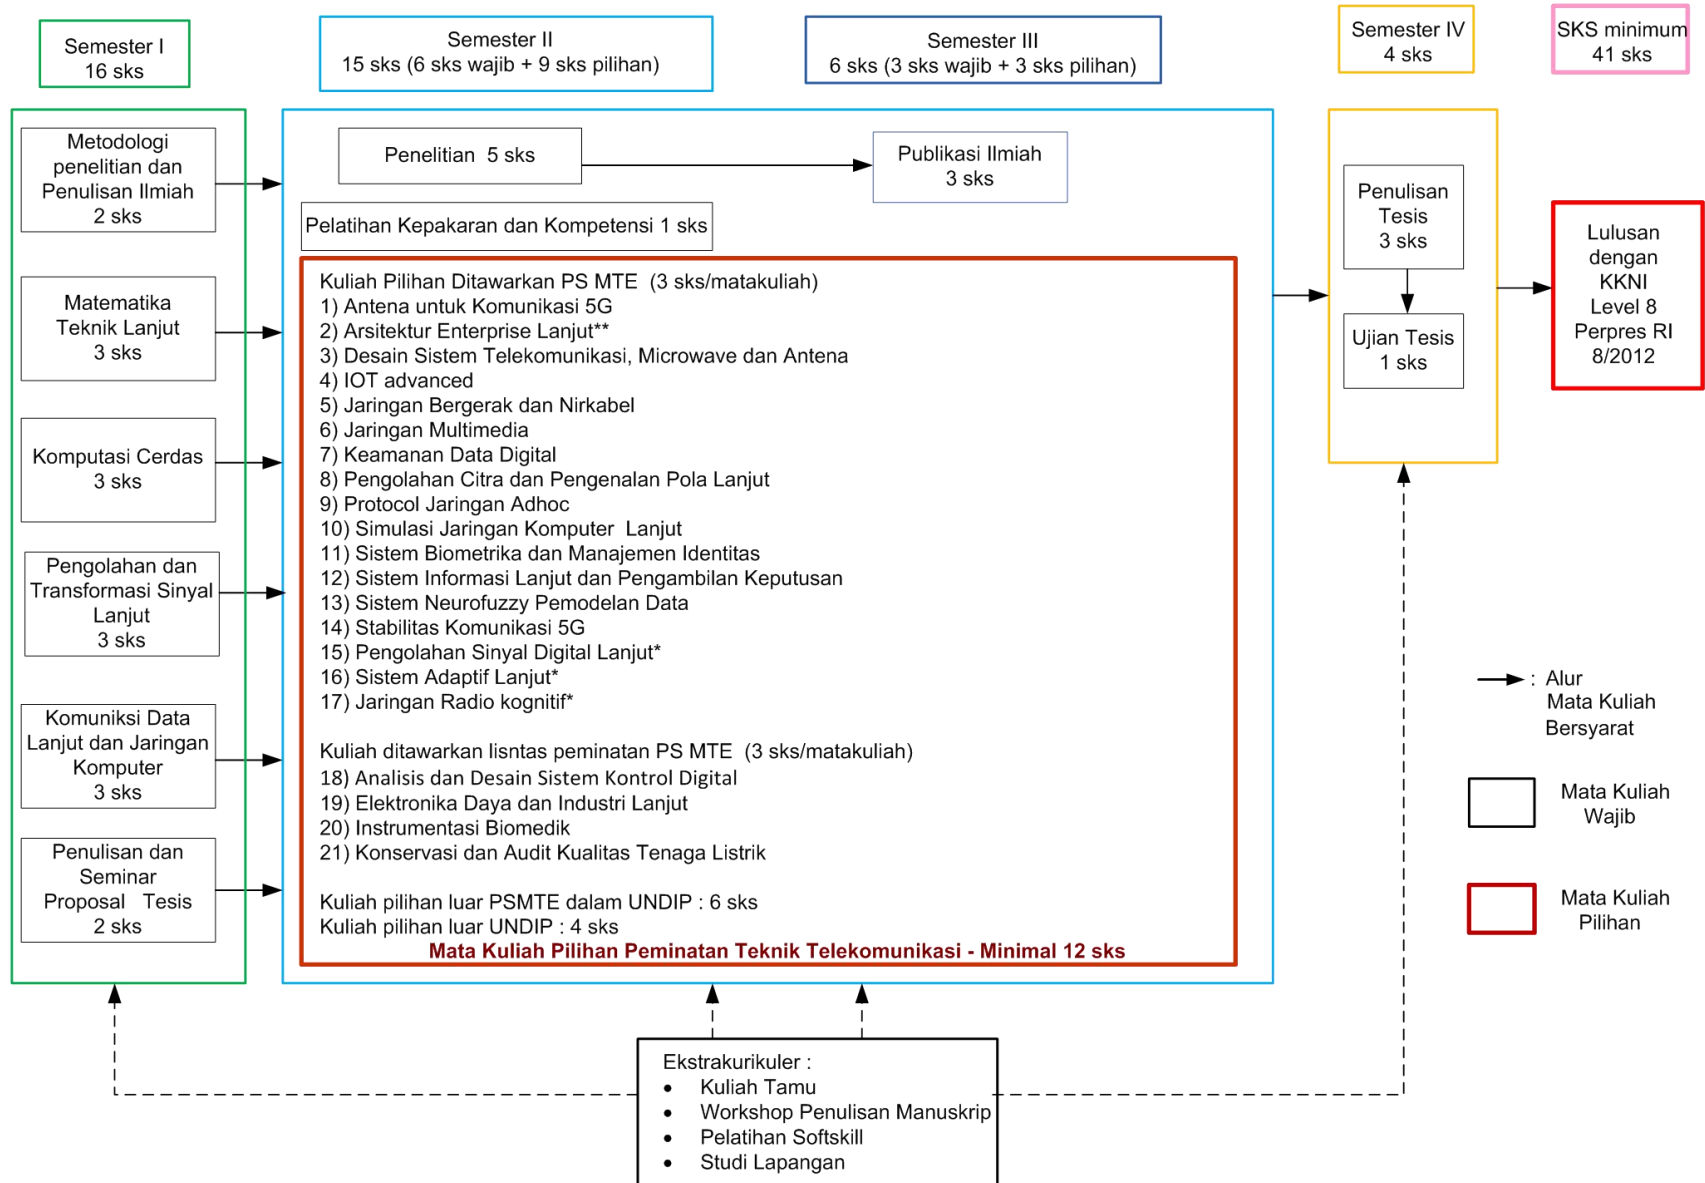 Semester I
16 sks
Semester II
15 sks (6 sks wajib + 9 sks pilihan)
Semester III
6 sks (3 sks wajib + 3 sks pilihan)
Semester IV
4 sks
SKS minimum
41 sks
Metodologi
penelitian dan
Penulisan Ilmiah
2 sks
Matematika
Teknik Lanjut
3 sks
Komputasi Cerdas
3 sks
Pengolahan dan
Transformasi Sinyal
Lanjut
3 sks
Komuniksi Data
Lanjut dan Jaringan
Komputer
3 sks
Penulisan dan
Seminar
Proposal Tesis
2 sks
Penelitian 5 sks
Publikasi Ilmiah
3 sks
Pelatihan Kepakaran dan Kompetensi 1 sks
Kuliah Pilihan Ditawarkan PS MTE (3 sks/matakuliah)
1) Antena untuk Komunikasi 5G
2) Arsitektur Enterprise Lanjut**
3) Desain Sistem Telekomunikasi, Microwave dan Antena
4) IOT advanced
5) Jaringan Bergerak dan Nirkabel
6) Jaringan Multimedia
7) Keamanan Data Digital
8) Pengolahan Citra dan Pengenalan Pola Lanjut
9) Protocol Jaringan Adhoc
10) Simulasi Jaringan Komputer Lanjut
11) Sistem Biometrika dan Manajemen Identitas
12) Sistem Informasi Lanjut dan Pengambilan Keputusan
13) Sistem Neurofuzzy Pemodelan Data
14) Stabilitas Komunikasi 5G
15) Pengolahan Sinyal Digital Lanjut*
16) Sistem Adaptif Lanjut*
17) Jaringan Radio kognitif*
Kuliah ditawarkan lisntas peminatan PS MTE (3 sks/matakuliah)
18) Analisis dan Desain Sistem Kontrol Digital
19) Elektronika Daya dan Industri Lanjut
20) Instrumentasi Biomedik
21) Konservasi dan Audit Kualitas Tenaga Listrik
Kuliah pilihan luar PSMTE dalam UNDIP : 6 sks
Kuliah pilihan luar UNDIP : 4 sks
Mata Kuliah Pilihan Peminatan Teknik Telekomunikasi - Minimal 12 sks
Penulisan
Tesis
3 sks
Ujian Tesis
1 sks
Lulusan
dengan
KKNI
Level 8
Perpres RI
8/2012
: Alur
Mata Kuliah
Bersyarat
Mata Kuliah
Wajib
Mata Kuliah
Pilihan
Ekstrakurikuler :
• Kuliah Tamu
• Workshop Penulisan Manuskrip
• Pelatihan Softskill
• Studi Lapangan